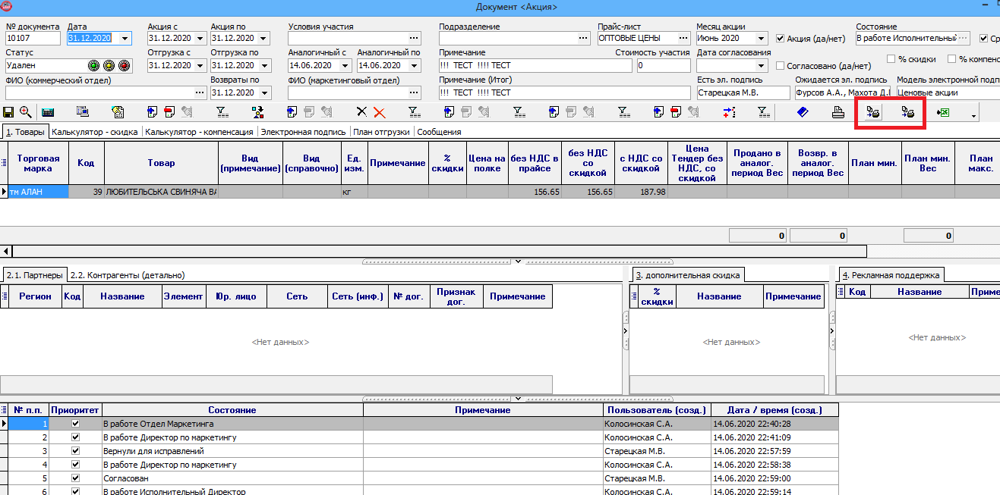 Документ <Акция>
№ документа Дата Акция с Акция по Условия участия Подразделение Прайс-лист Месяц акции Состояние
10107 31.12.2020 31.12.2020 31.12.2020 ОПТОВЫЕ ЦЕНЫ Июнь 2020 Акция (да/нет) В работе Исполнительный Ср
Статус Отгрузка с Отгрузка по Аналогичный с Аналогичный по Примечание Стоимость участия Дата согласования
Удален 31.12.2020 31.12.2020 14.06.2020 14.06.2020 !!! ТЕСТ !!!! ТЕСТ 0 Согласовано (да/нет) % скидки % компенс
ФИО (коммерческий отдел) Возвраты по ФИО (маркетинговый отдел) Примечание (Итог) Есть эл. подпись Ожидается эл. подпись Модель электронной подп
31.12.2020 !!! ТЕСТ !!!! ТЕСТ Старецкая М.В. Фурсов А.А., Махота Д. Ценовые акции
1. Товары Калькулятор - скидка Калькулятор - компенсация Электронная подпись План отгрузки Сообщения
Торговая марка Код Товар Вид (примечание) Вид (справочно) Ед. изм. Примечание % скидки Цена на полке без НДС в прайсе без НДС со скидкой с НДС со скидкой Цена Тендер без НДС, со скидкой Продано в аналог. период Вес Возвр. в аналог. период Вес План мин. План мин. Вес План макс.
тм АЛАН 39 ЛЮБИТЕЛЬСЬКА СВИНЯЧА ВА кг 156.65 156.65 187.98
0 0 0
2.1. Партнеры 2.2. Контрагенты (детально) 3. дополнительная скидка 4. Рекламная поддержка
Регион Код Название Элемент Юр. лицо Сеть Сеть (инф.) № дог. Признак дог. Примечание % скидки Название Примечание Код Название Приме
<Нет данных> <Нет данных> <Нет данных>
№ п.п. Приоритет Состояние Примечание Пользователь (созд.) Дата / время (созд.)
1 В работе Отдел Маркетинга Колосинская С.А. 14.06.2020 22:40:28
2 В работе Директор по маркетингу Колосинская С.А. 14.06.2020 22:41:09
3 Вернули для исправлений Старецкая М.В. 14.06.2020 22:57:59
4 В работе Директор по маркетингу Колосинская С.А. 14.06.2020 22:58:38
5 Согласован Старецкая М.В. 14.06.2020 22:59:00
6 В работе Исполнительный Директор Колосинская С.А. 14.06.2020 22:59:14